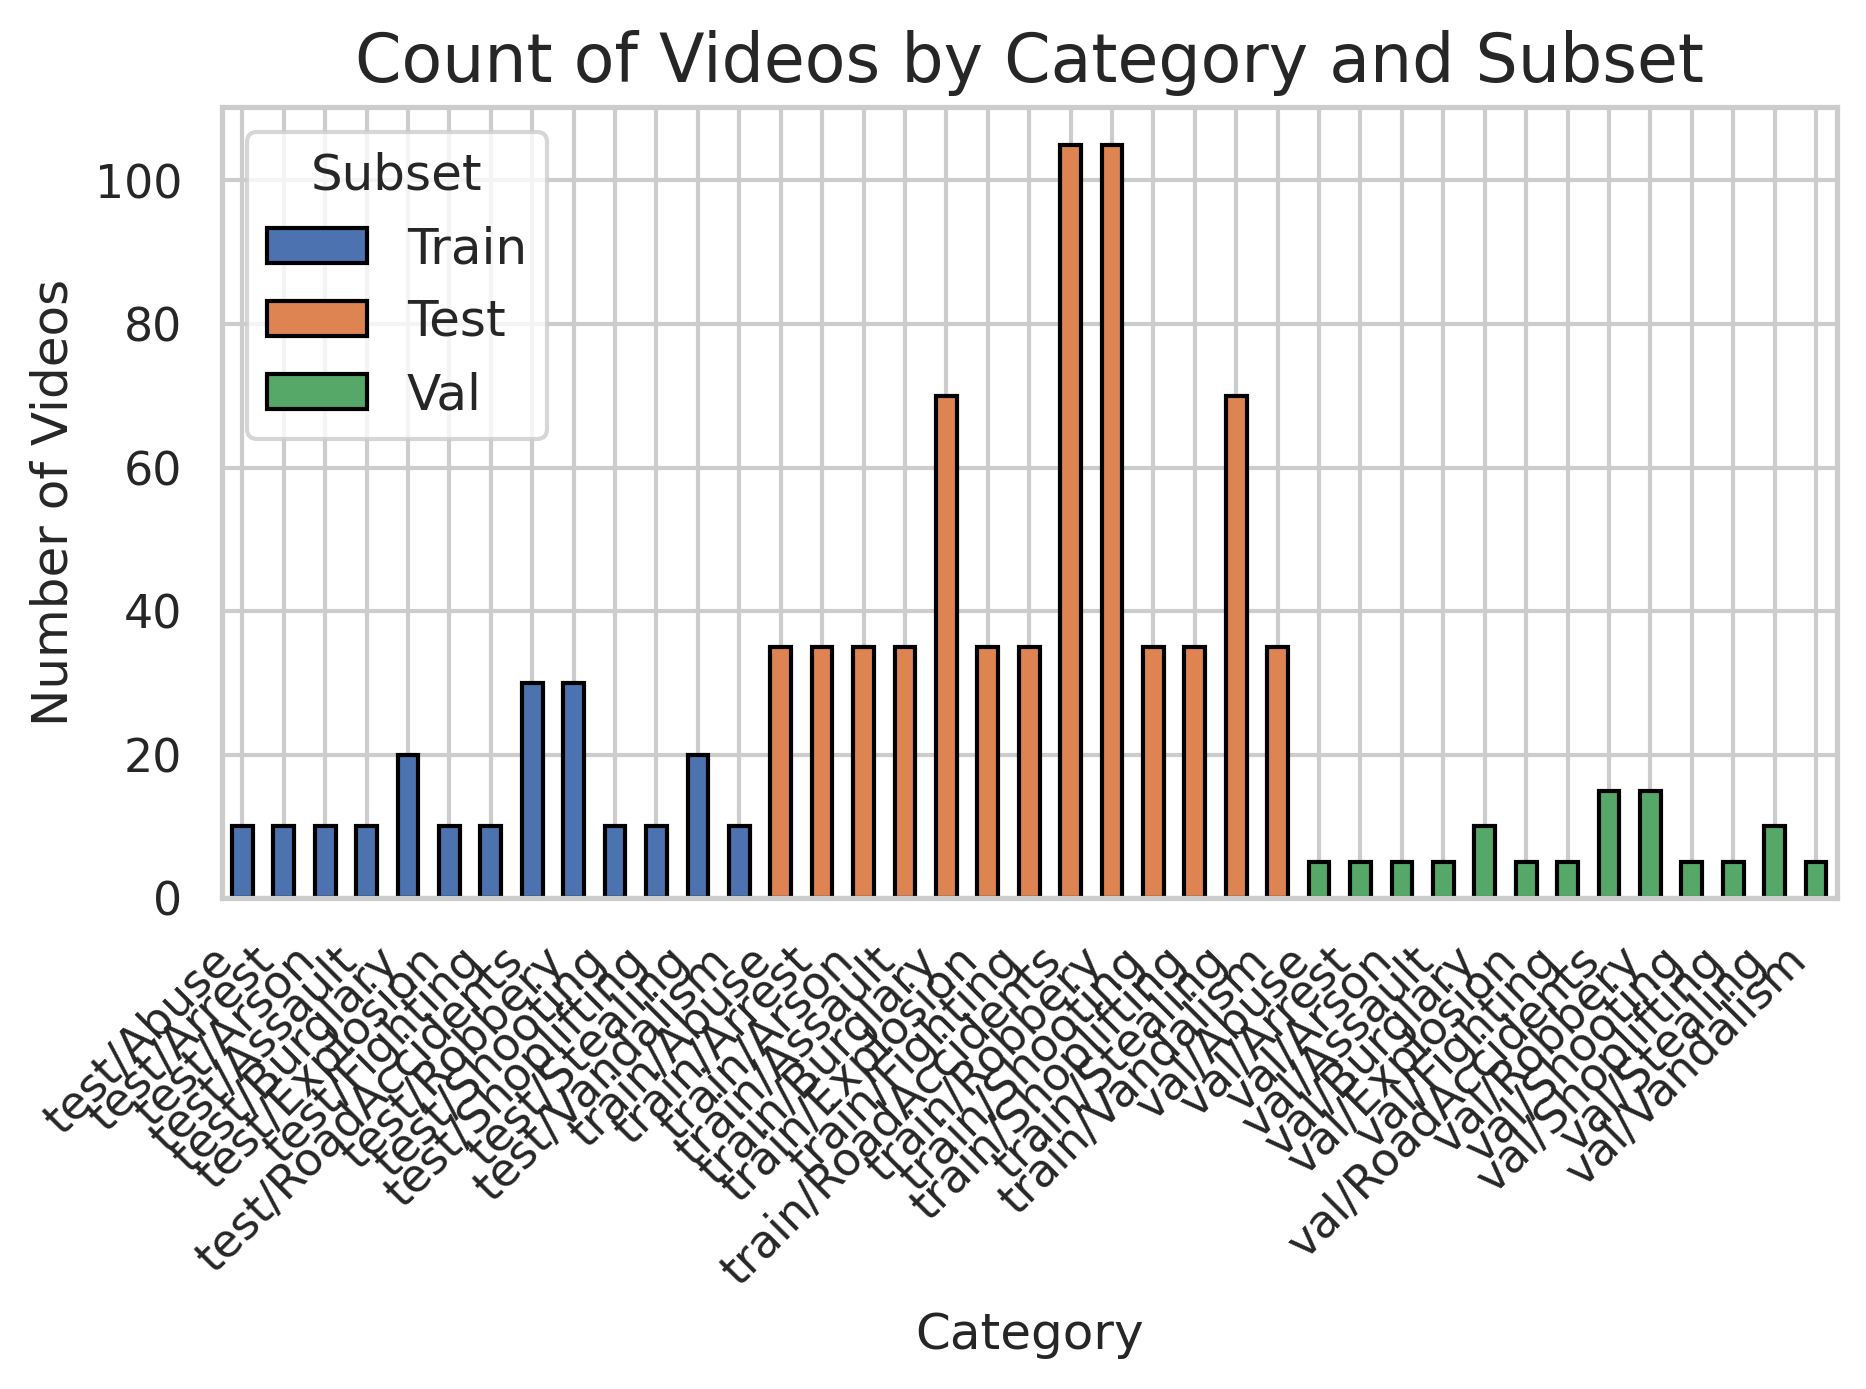 Count of Videos by Category and Subset
Number of Videos
100
80
60
40
20
0
Subset
Train
Test
Val
test/Abuse
test/Arrest
test/Arson
test/Assault
test/Burglary
test/Explosion
test/Fighting
test/RoadAccidents
test/Robbery
test/Shooting
test/Shoplifting
test/Stealing
test/Vandalism
train/Abuse
train/Arrest
train/Arson
train/Assault
train/Burglary
train/Explosion
train/Fighting
train/RoadAccidents
train/Robbery
train/Shooting
train/Shoplifting
train/Stealing
train/Vandalism
val/Abuse
val/Arrest
val/Arson
val/Assault
val/Burglary
val/Explosion
val/Fighting
val/RoadAccidents
val/Robbery
val/Shooting
val/Shoplifting
val/Stealing
val/Vandalism
Category